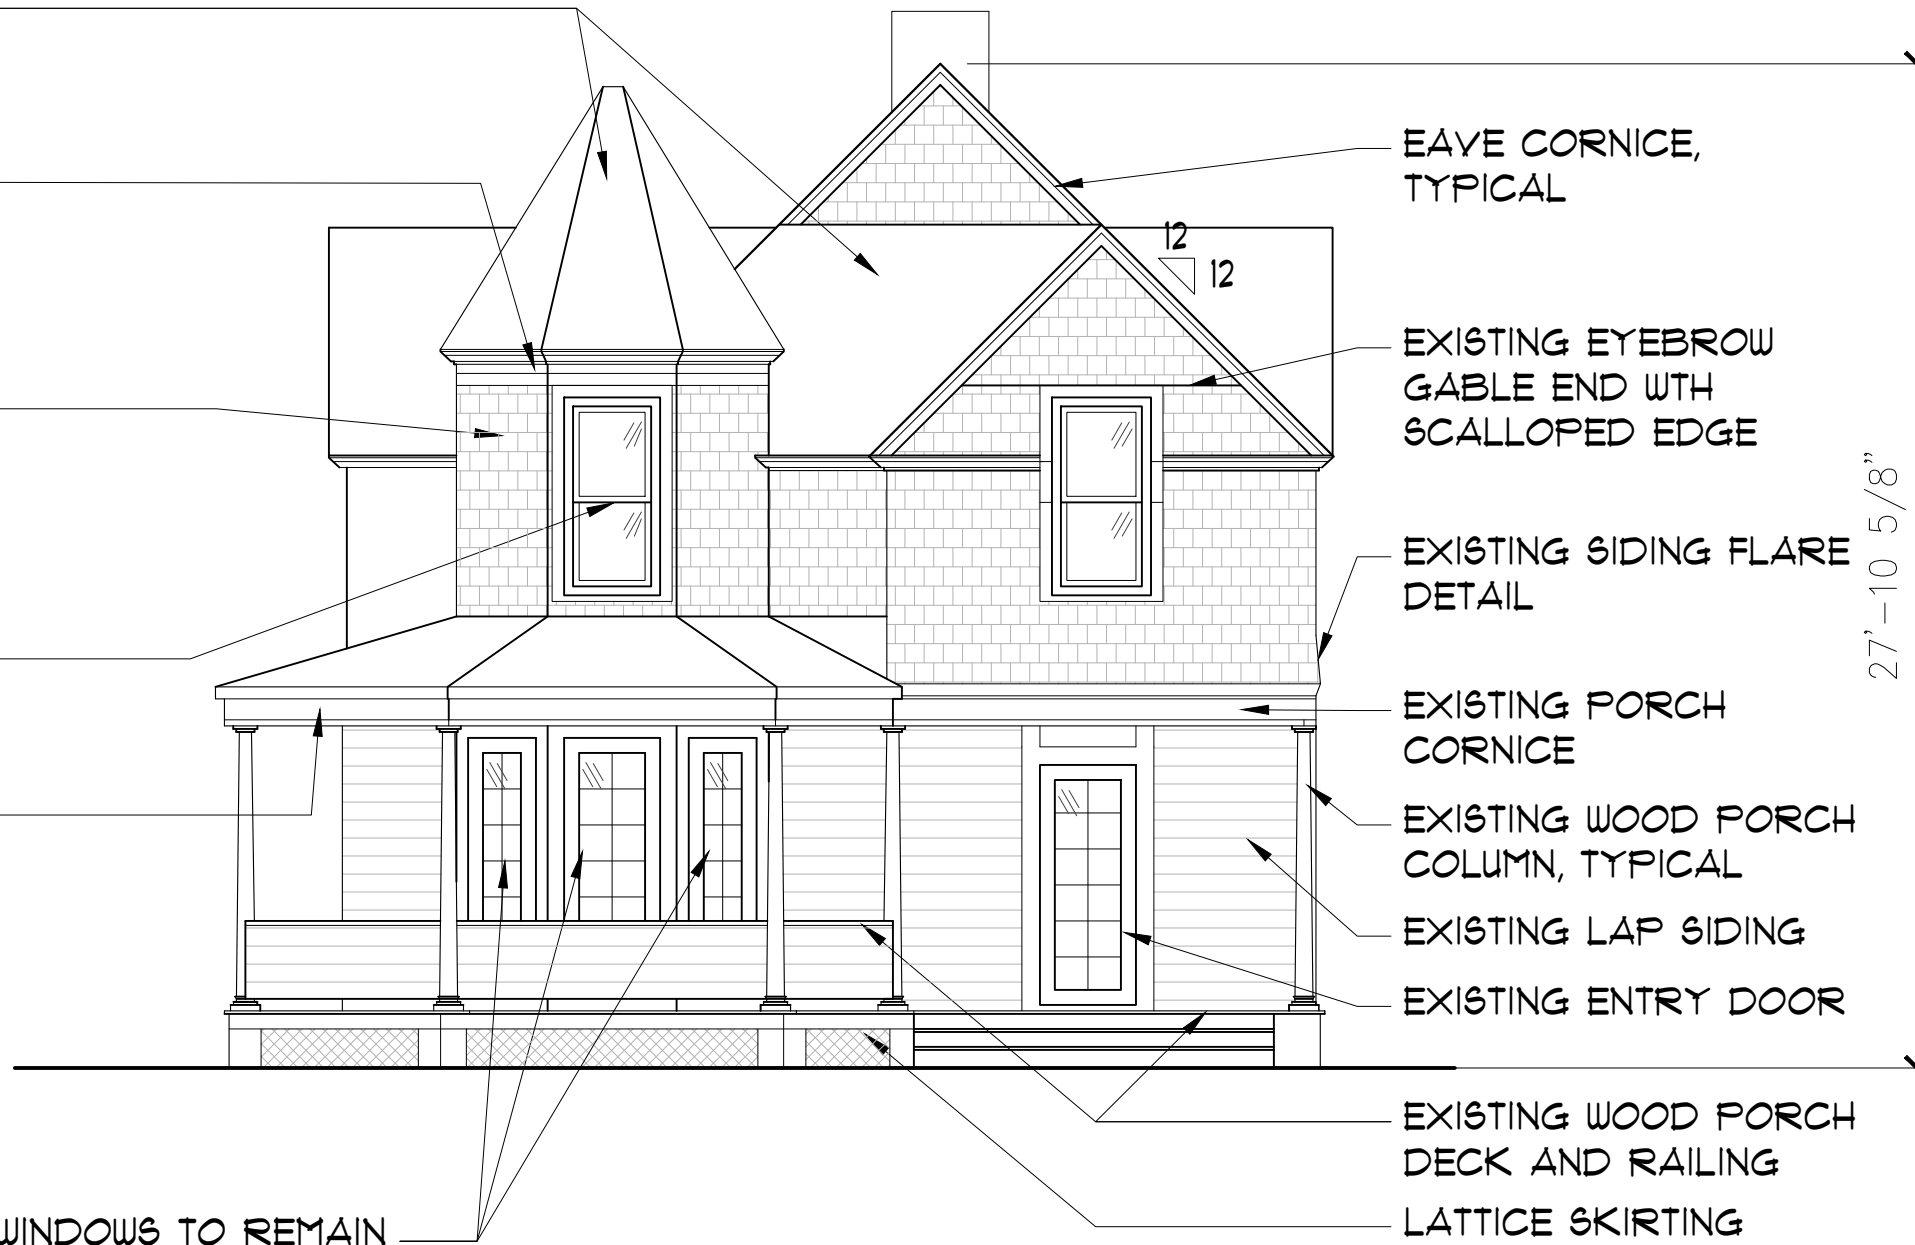 EAVE CORNICE,
TYPICAL
12
12
EXISTING EYEBROW
GABLE END WTH
SCALLOPED EDGE
27'-10 5/8"
EXISTING SIDING FLARE
DETAIL
EXISTING PORCH
CORNICE
EXISTING WOOD PORCH
COLUMN, TYPICAL
EXISTING LAP SIDING
EXISTING ENTRY DOOR
EXISTING WOOD PORCH
DECK AND RAILING
LATTICE SKIRTING
WINDOWS TO REMAIN